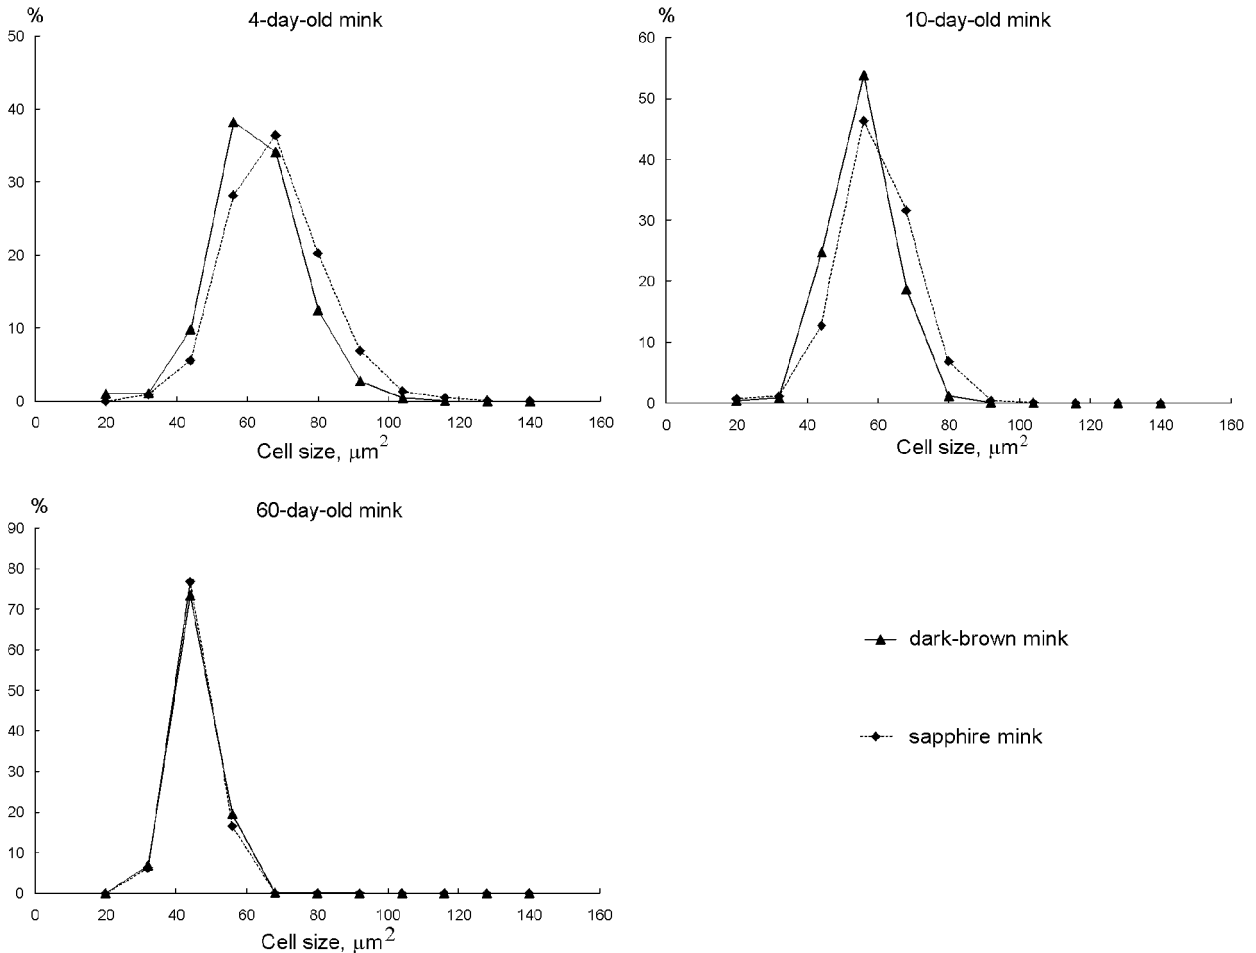 4-day-old mink
%
50
40
30
20
10
0
0 20 40 60 80 100 120 140 160
Cell size, μm²
10-day-old mink
%
60
50
40
30
20
10
0
0 20 40 60 80 100 120 140 160
Cell size, μm²
60-day-old mink
%
90
80
70
60
50
40
30
20
10
0
0 20 40 60 80 100 120 140 160
Cell size, μm²
dark-brown mink
sapphire mink